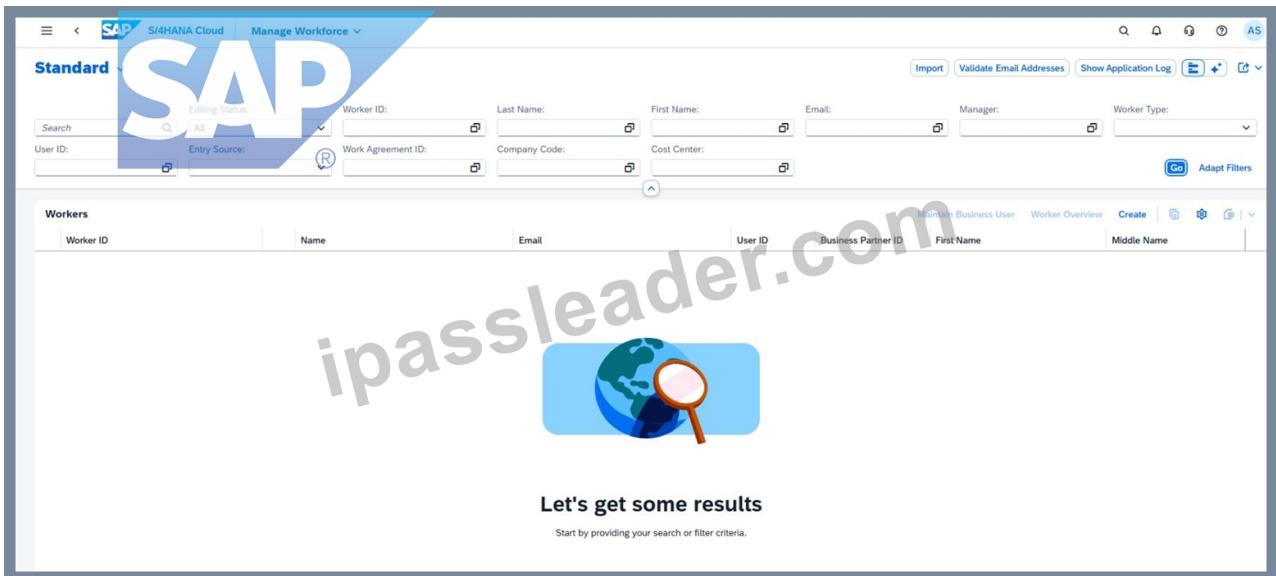 SAP S/4HANA Cloud Manage Workforce AS
SAP
®
Standard Import Validate Email Addresses Show Application Log
Editing Status: Worker ID: Last Name: First Name: Email: Manager: Worker Type:
Search All
User ID: Entry Source: Work Agreement ID: Company Code: Cost Center:
Go Adapt Filters
Workers Maintain Business User Worker Overview Create
Worker ID Name Email User ID Business Partner ID First Name Middle Name
ipassleader.com
Let's get some results
Start by providing your search or filter criteria.